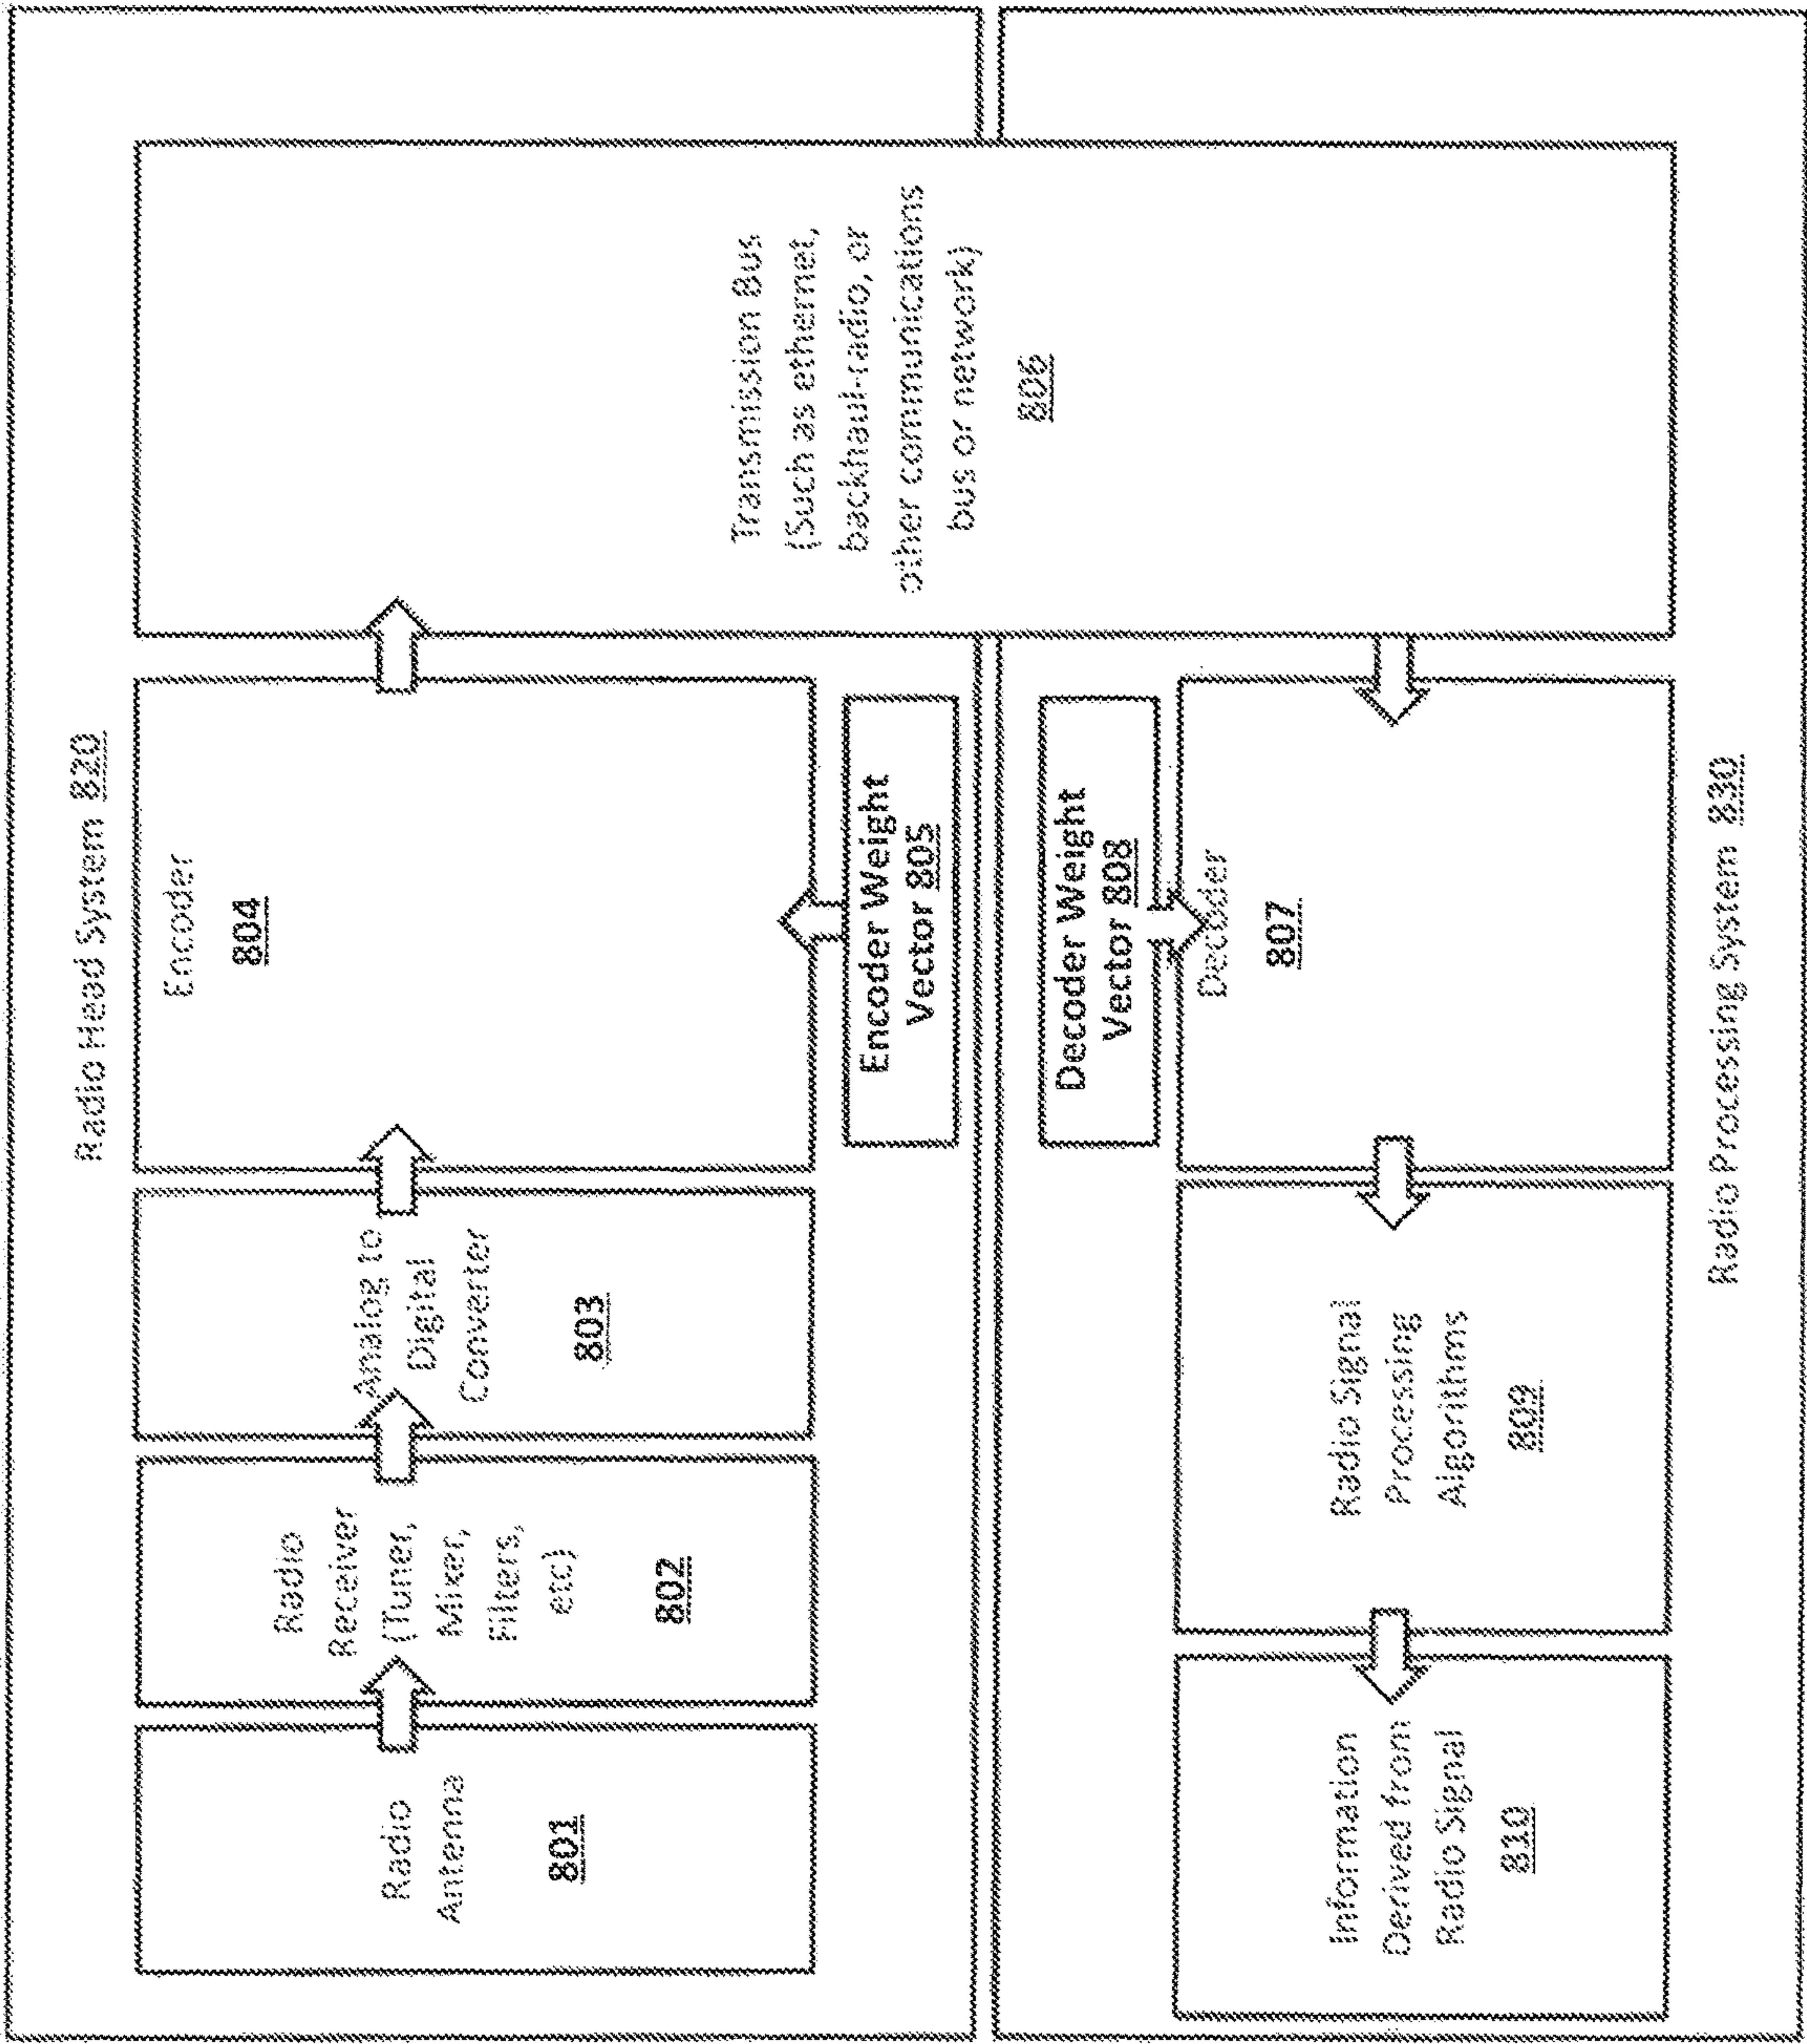 Radio Head System 820
Radio
Antenna
801
Radio
Receiver
(Tuner,
Mixer,
Filters,
etc)
802
Analog to
Digital
Converter
803
Encoder
804
Encoder Weight
Vector 805
Transmission Bus
(Such as ethernet,
backhaul-radio, or
other communications
bus or network)
806
Decoder Weight
Vector 808
Decoder
807
Radio Signal
Processing
Algorithms
809
Information
Derived from
Radio Signal
810
Radio Processing System 830